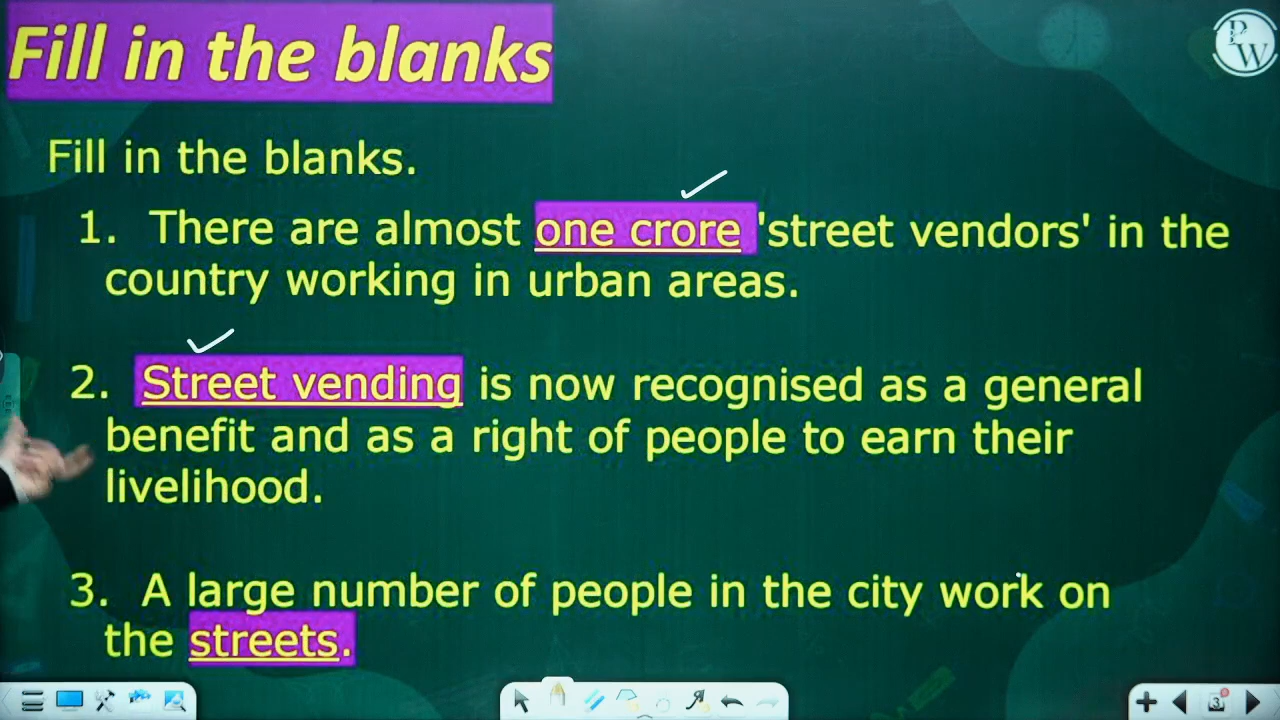 Fill in the blanks
PW
Fill in the blanks.
1. There are almost one crore 'street vendors' in the
country working in urban areas.
2. Street vending is now recognised as a general
benefit and as a right of people to earn their
livelihood.
3. A large number of people in the city work on
the streets.
3